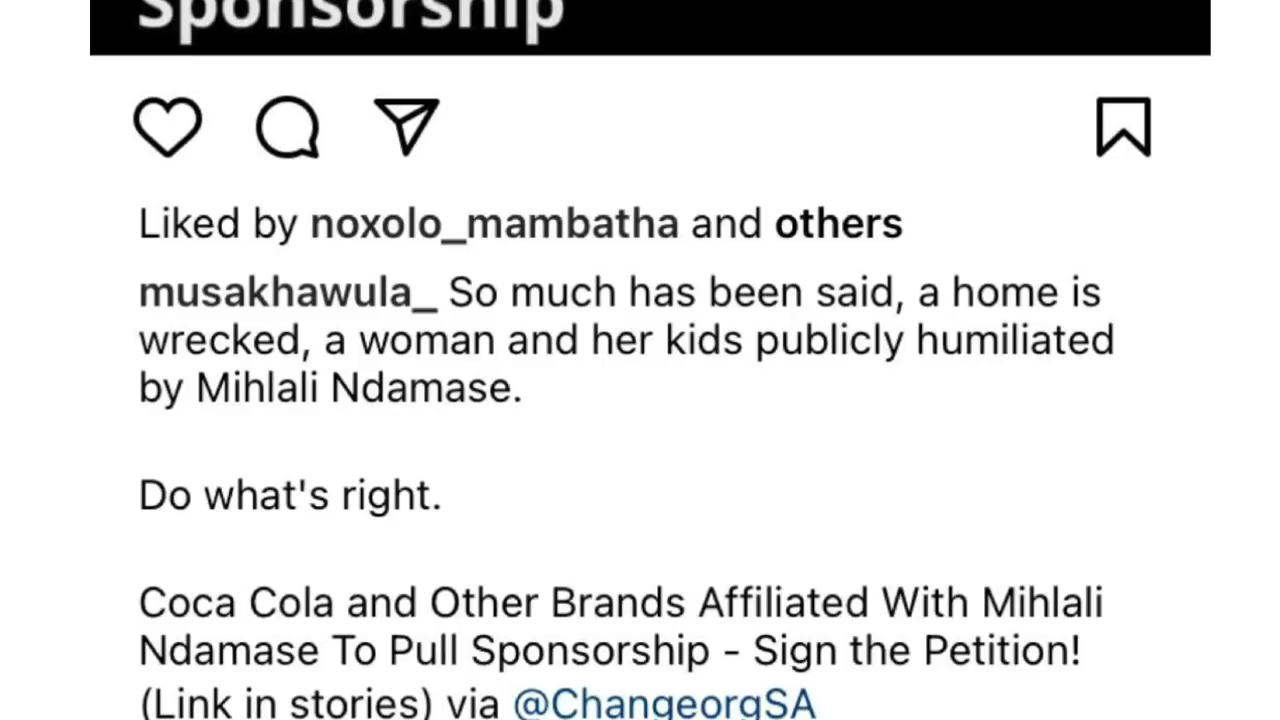 Sponsorship
Liked by noxolo_mambatha and others
musakhawula_ So much has been said, a home is
wrecked, a woman and her kids publicly humiliated
by Mihlali Ndamase.
Do what's right.
Coca Cola and Other Brands Affiliated With Mihlali
Ndamase To Pull Sponsorship - Sign the Petition!
(Link in stories) via @ChangeorgSA